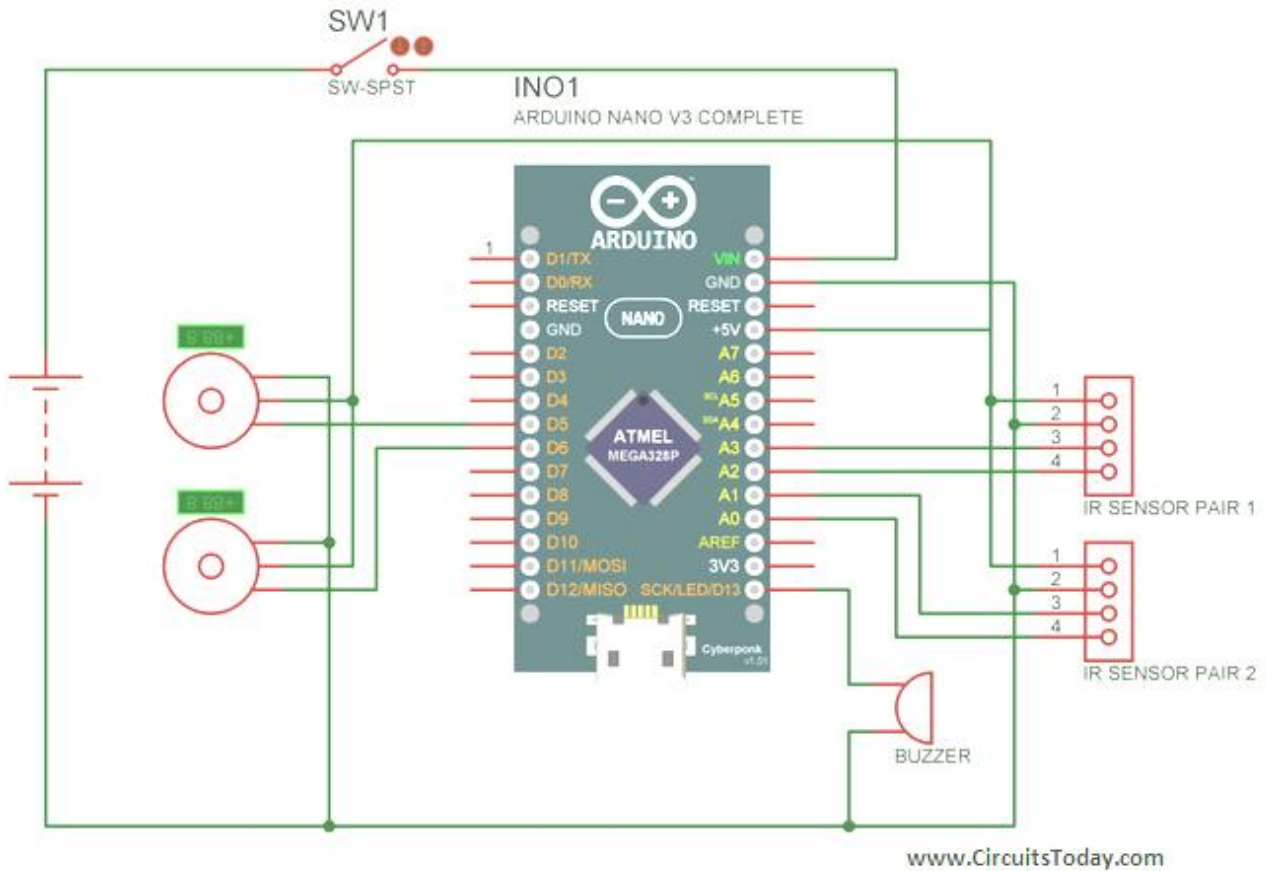 SW1
SW-SPST
INO1
ARDUINO NANO V3 COMPLETE
ARDUINO
1
D1/TX
D0/RX
RESET
GND
D2
D3
D4
D5
D6
D7
D8
D9
D10
D11/MOSI
D12/MISO
VIN
GND
RESET
+5V
A7
A6
A5
A4
A3
A2
A1
A0
AREF
3V3
SCK/LED/D13
NANO
ATMEL
MEGA328P
Cyberponk
v1.01
1
2
3
4
IR SENSOR PAIR 1
1
2
3
4
IR SENSOR PAIR 2
BUZZER
www.CircuitsToday.com